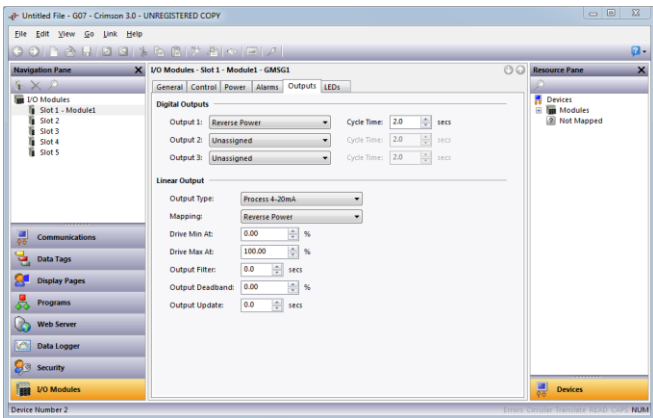 Untitled File - G07 - Crimson 3.0 - UNREGISTERED COPY
File Edit View Go Link Help
Navigation Pane
I/O Modules
Slot 1 - Module1
Slot 2
Slot 3
Slot 4
Slot 5
Communications
Data Tags
Display Pages
Programs
Web Server
Data Logger
Security
I/O Modules
I/O Modules - Slot 1 - Module1 - GMSG1
General Control Power Alarms Outputs LEDs
Digital Outputs
Output 1: Reverse Power Cycle Time: 2.0 secs
Output 2: Unassigned Cycle Time: 2.0 secs
Output 3: Unassigned Cycle Time: 2.0 secs
Linear Output
Output Type: Process 4-20mA
Mapping: Reverse Power
Drive Min At: 0.00 %
Drive Max At: 100.00 %
Output Filter: 0.0 secs
Output Deadband: 0.00 %
Output Update: 0.0 secs
Resource Pane
Devices
Modules
Not Mapped
Devices
Device Number 2
Errors Circular Translate READ CAPS NUM